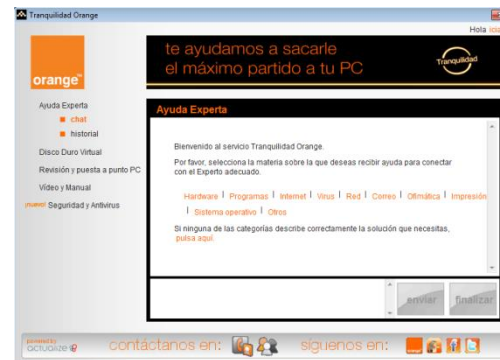 Tranquilidad Orange
Hola
te ayudamos a sacarle
el máximo partido a tu PC
Tranquilidad
orange™
Ayuda Experta
chat
historial
Disco Duro Virtual
Revisión y puesta a punto PC
Vídeo y Manual
¡nuevo! Seguridad y Antivirus
Ayuda Experta
Bienvenido al servicio Tranquilidad Orange.
Por favor, selecciona la materia sobre la que deseas recibir ayuda para conectar
con el Experto adecuado.
Hardware | Programas | Internet | Virus | Red | Correo | Ofimática | Impresión
| Sistema operativo | Otros
Si ninguna de las categorías describe correctamente la solución que necesitas,
pulsa aquí.
enviar finalizar
powered by
actualize
contáctanos en: síguenos en: